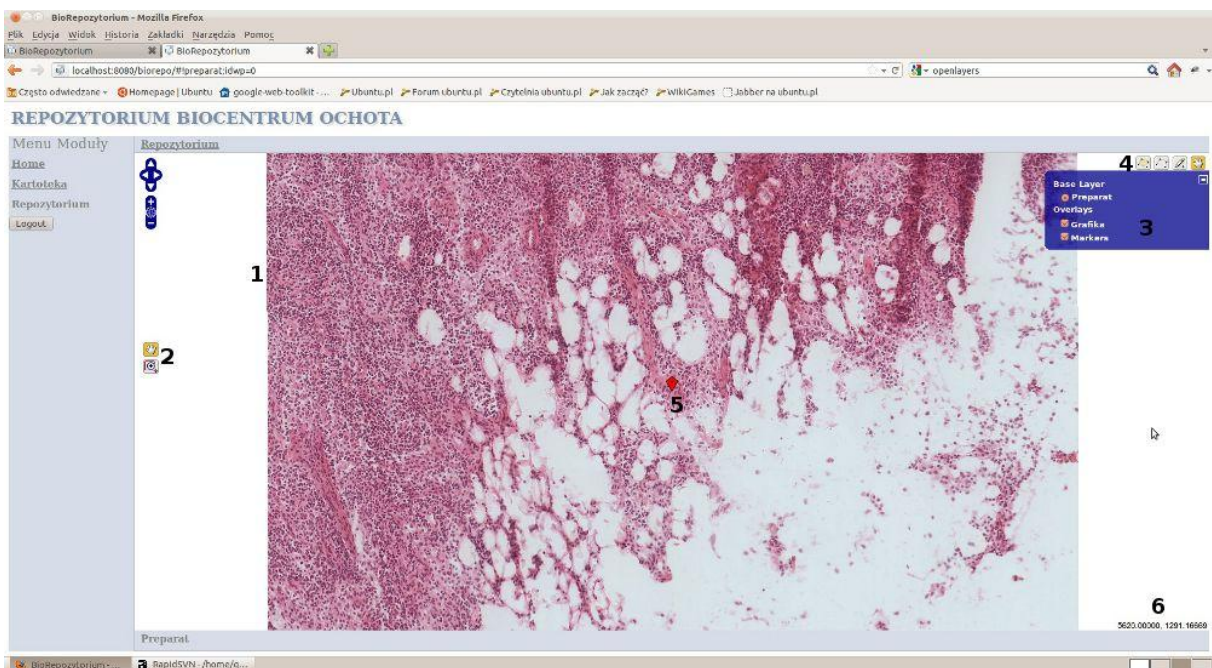 BioRepozytorium - Mozilla Firefox
Plik Edycja Widok Historia Zakładki Narzędzia Pomoc
BioRepozytorium BioRepozytorium
localhost:8080/biorepo/#!preparat:idwp=0 openlayers
Często odwiedzane Homepage | Ubuntu google-web-toolkit - ... Ubuntu.pl Forum ubuntu.pl Czytelnia ubuntu.pl Jak zacząć? WikiGames Jabber na ubuntu.pl
REPOZYTORIUM BIOCENTRUM OCHOTA
Menu Moduły
Home
Kartoteka
Repozytorium
Logout
Repozytorium
4
Base Layer
Preparat
Overlays
Grafika
Markers
3
1
2
5
6
5620.00000, 1291.16669
Preparat
BioRepozytorium - ... RapidSVN - /home/g...